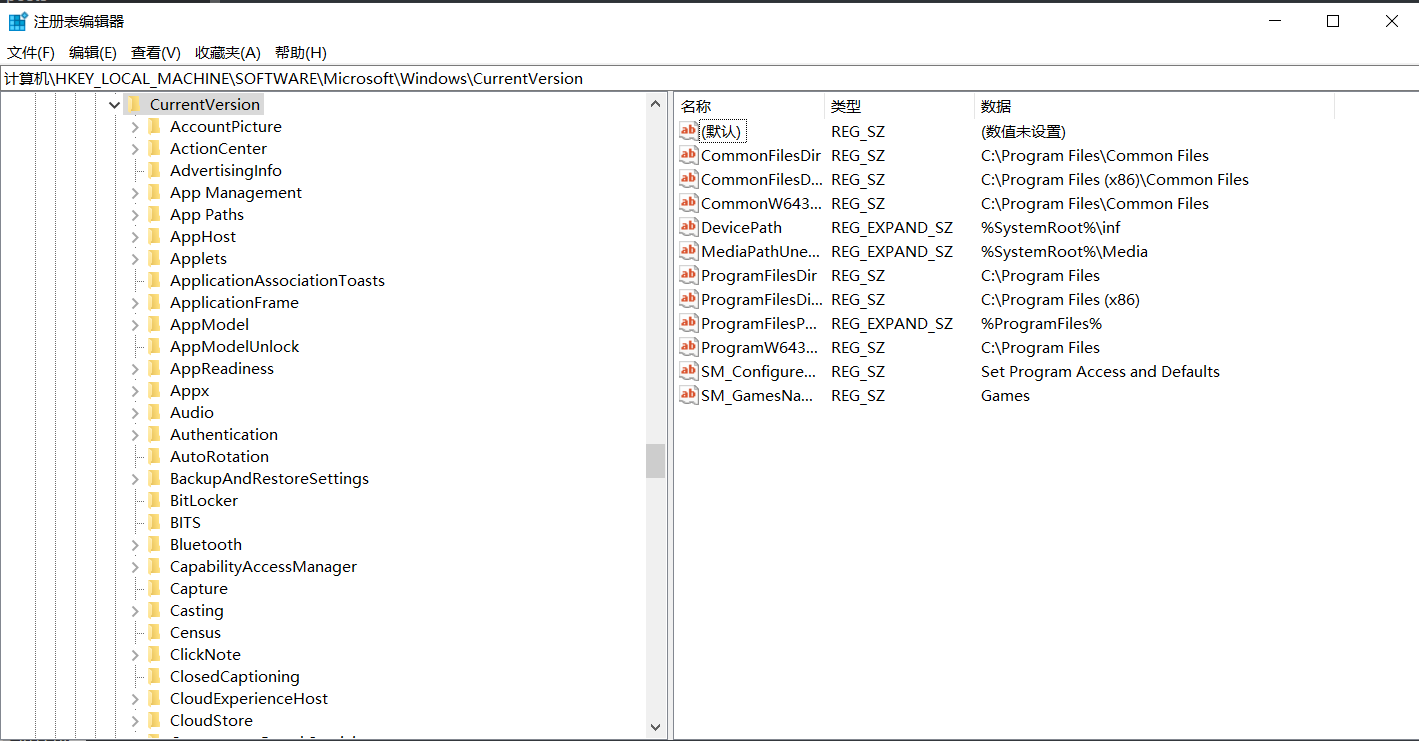 注册表编辑器
文件(F) 编辑(E) 查看(V) 收藏夹(A) 帮助(H)
计算机\HKEY_LOCAL_MACHINE\SOFTWARE\Microsoft\Windows\CurrentVersion
CurrentVersion
AccountPicture
ActionCenter
AdvertisingInfo
App Management
App Paths
AppHost
Applets
ApplicationAssociationToasts
ApplicationFrame
AppModel
AppModelUnlock
AppReadiness
Appx
Audio
Authentication
AutoRotation
BackupAndRestoreSettings
BitLocker
BITS
Bluetooth
CapabilityAccessManager
Capture
Casting
Census
ClickNote
ClosedCaptioning
CloudExperienceHost
CloudStore
名称 类型 数据
(默认) REG_SZ (数值未设置)
CommonFilesDir REG_SZ C:\Program Files\Common Files
CommonFilesD... REG_SZ C:\Program Files (x86)\Common Files
CommonW643... REG_SZ C:\Program Files\Common Files
DevicePath REG_EXPAND_SZ %SystemRoot%\inf
MediaPathUne... REG_EXPAND_SZ %SystemRoot%\Media
ProgramFilesDir REG_SZ C:\Program Files
ProgramFilesDi... REG_SZ C:\Program Files (x86)
ProgramFilesP... REG_EXPAND_SZ %ProgramFiles%
ProgramW643... REG_SZ C:\Program Files
SM_Configure... REG_SZ Set Program Access and Defaults
SM_GamesNa... REG_SZ Games